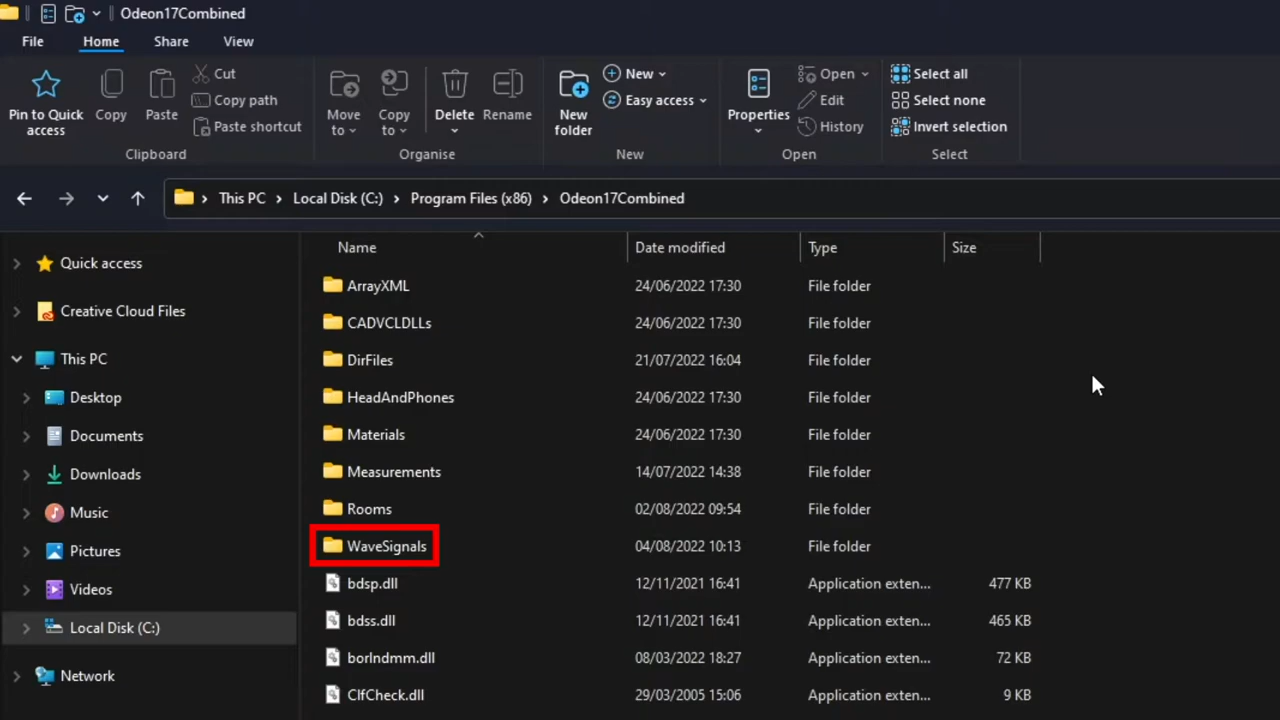 Odeon17Combined
File Home Share View
Pin to Quick access
Copy
Paste
Cut
Copy path
Paste shortcut
Clipboard
Move to
Copy to
Delete
Rename
Organise
New folder
New
Easy access
New
Properties
Open
Edit
History
Open
Select all
Select none
Invert selection
Select
This PC > Local Disk (C:) > Program Files (x86) > Odeon17Combined
Quick access
Creative Cloud Files
This PC
Desktop
Documents
Downloads
Music
Pictures
Videos
Local Disk (C:)
Network
Name Date modified Type Size
ArrayXML 24/06/2022 17:30 File folder
CADVCLDLLs 24/06/2022 17:30 File folder
DirFiles 21/07/2022 16:04 File folder
HeadAndPhones 24/06/2022 17:30 File folder
Materials 24/06/2022 17:30 File folder
Measurements 14/07/2022 14:38 File folder
Rooms 02/08/2022 09:54 File folder
WaveSignals 04/08/2022 10:13 File folder
bdsp.dll 12/11/2021 16:41 Application exten... 477 KB
bdss.dll 12/11/2021 16:41 Application exten... 465 KB
borlndmm.dll 08/03/2022 18:27 Application exten... 72 KB
ClfCheck.dll 29/03/2005 15:06 Application exten... 9 KB